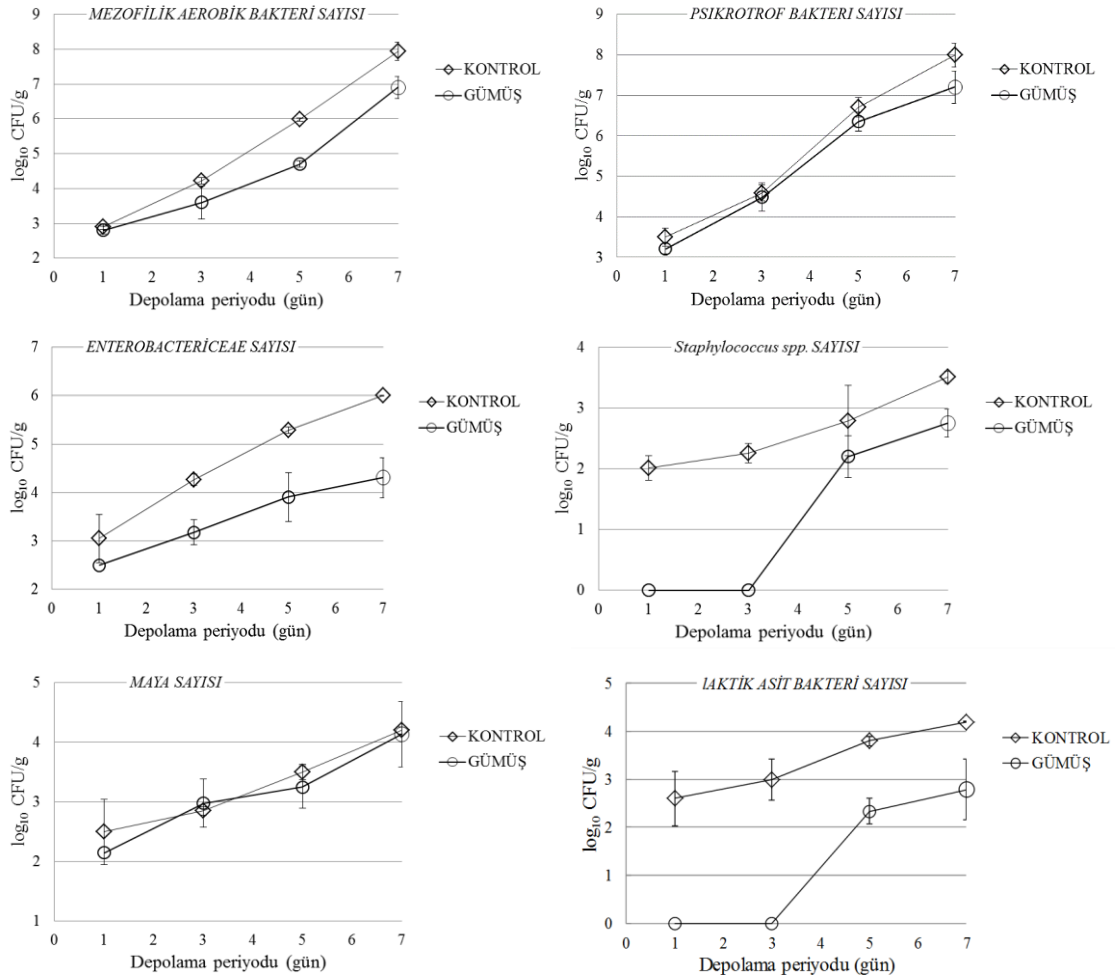 MEZOFİLİK AEROBİK BAKTERİ SAYISI
9
8
7
6
5
4
3
2
log10 CFU/g
0 1 2 3 4 5 6 7
Depolama periyodu (gün)
KONTROL
GÜMÜŞ
PSIKROTROF BAKTERI SAYISI
9
8
7
6
5
4
3
log10 CFU/g
0 1 2 3 4 5 6 7
Depolama periyodu (gün)
KONTROL
GÜMÜŞ
ENTEROBACTERİCEAE SAYISI
7
6
5
4
3
2
log10 CFU/g
0 1 2 3 4 5 6 7
Depolama periyodu (gün)
KONTROL
GÜMÜŞ
Staphylococcus spp. SAYISI
4
3
2
1
0
log10 CFU/g
0 1 2 3 4 5 6 7
Depolama periyodu (gün)
KONTROL
GÜMÜŞ
MAYA SAYISI
5
4
3
2
1
log10 CFU/g
0 1 2 3 4 5 6 7
Depolama periyodu (gün)
KONTROL
GÜMÜŞ
lAKTİK ASİT BAKTERİ SAYISI
5
4
3
2
1
0
log10 CFU/g
0 1 2 3 4 5 6 7
Depolama periyodu (gün)
KONTROL
GÜMÜŞ